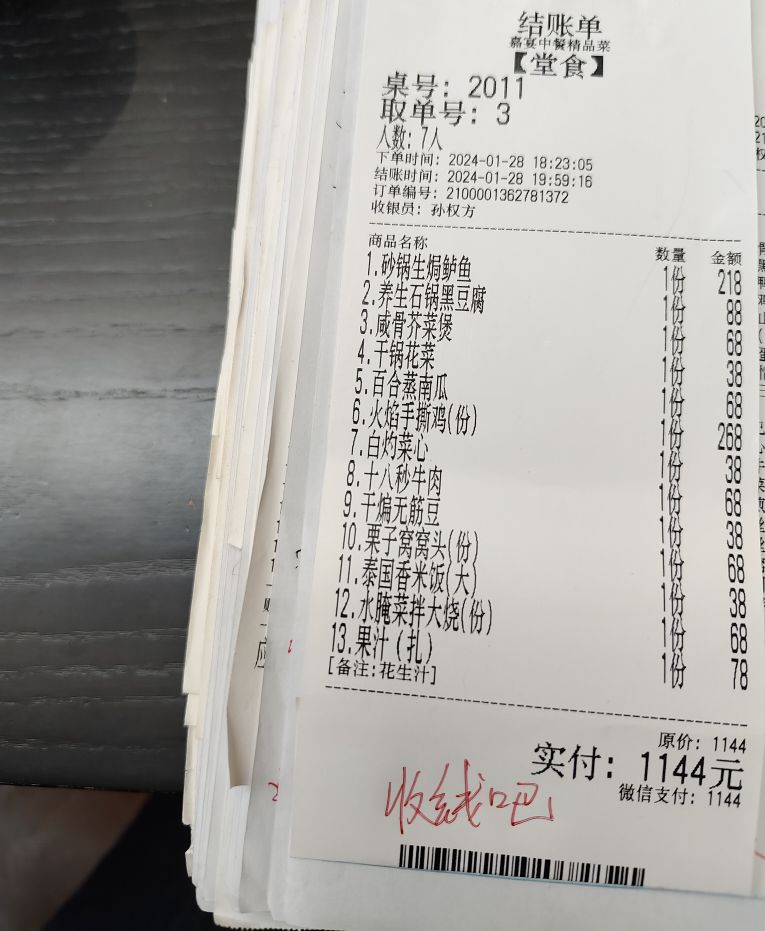 结账单
嘉宴中餐精品菜
【堂食】
桌号：2011
取单号：3
人数：7人
下单时间：2024-01-28 18:23:05
结账时间：2024-01-28 19:59:16
订单编号：2100001362781372
收银员：孙权方
商品名称 数量 金额
1.砂锅生焗鲈鱼 1份 218
2.养生石锅黑豆腐 1份 88
3.咸骨芥菜煲 1份 68
4.干锅花菜 1份 38
5.百合蒸南瓜 1份 68
6.火焰手撕鸡(份) 1份 268
7.白灼菜心 1份 38
8.十八秒牛肉 1份 68
9.干煸无筋豆 1份 38
10.栗子窝窝头(份) 1份 68
11.泰国香米饭(大) 1份 38
12.水腌菜拌大烧(份) 1份 68
13.果汁(扎) 1份 78
[备注:花生汁]
原价：1144
实付：1144元
微信支付：1144
收钱吧